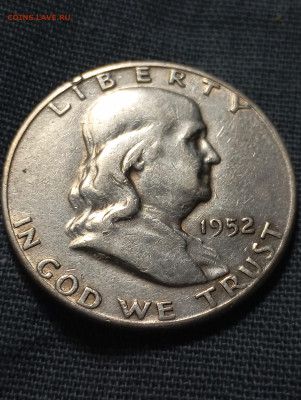 COINS.LAVE.RU
LIBERTY
1952
IN GOD WE TRUST